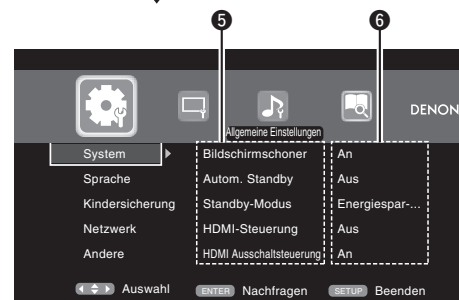 5 6
DENON
Allgemeine Einstellungen
System Bildschirmschoner An
Sprache Autom. Standby Aus
Kindersicherung Standby-Modus Energiespar-...
Netzwerk HDMI-Steuerung Aus
Andere HDMI Ausschaltsteuerung An
Auswahl ENTER Nachfragen SETUP Beenden